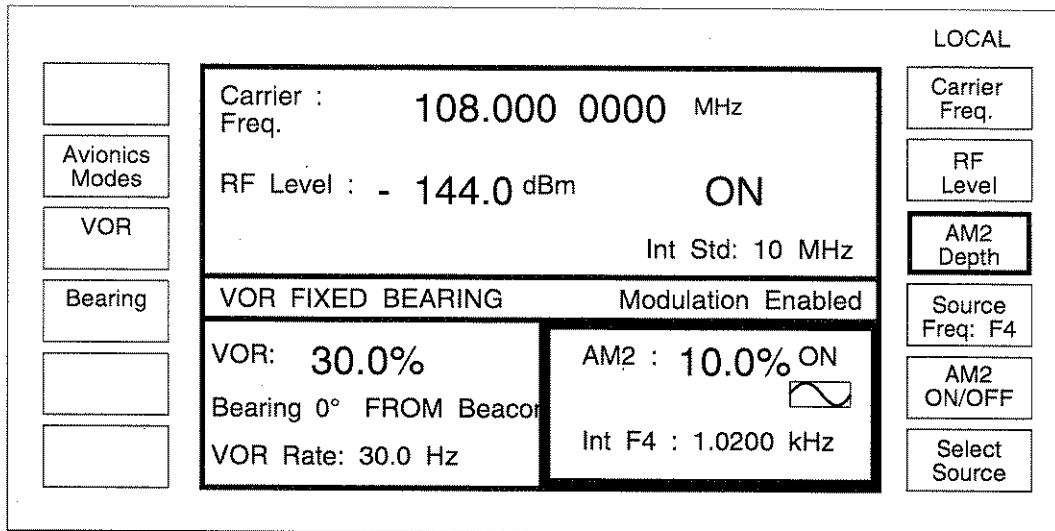 LOCAL
Avionics
Modes
VOR
Bearing
Carrier :
Freq.
108.000 0000 MHz
RF Level : - 144.0 dBm ON
Int Std: 10 MHz
VOR FIXED BEARING Modulation Enabled
VOR: 30.0%
Bearing 0° FROM Beacon
VOR Rate: 30.0 Hz
AM2 : 10.0% ON
Int F4 : 1.0200 kHz
Carrier
Freq.
RF
Level
AM2
Depth
Source
Freq: F4
AM2
ON/OFF
Select
Source